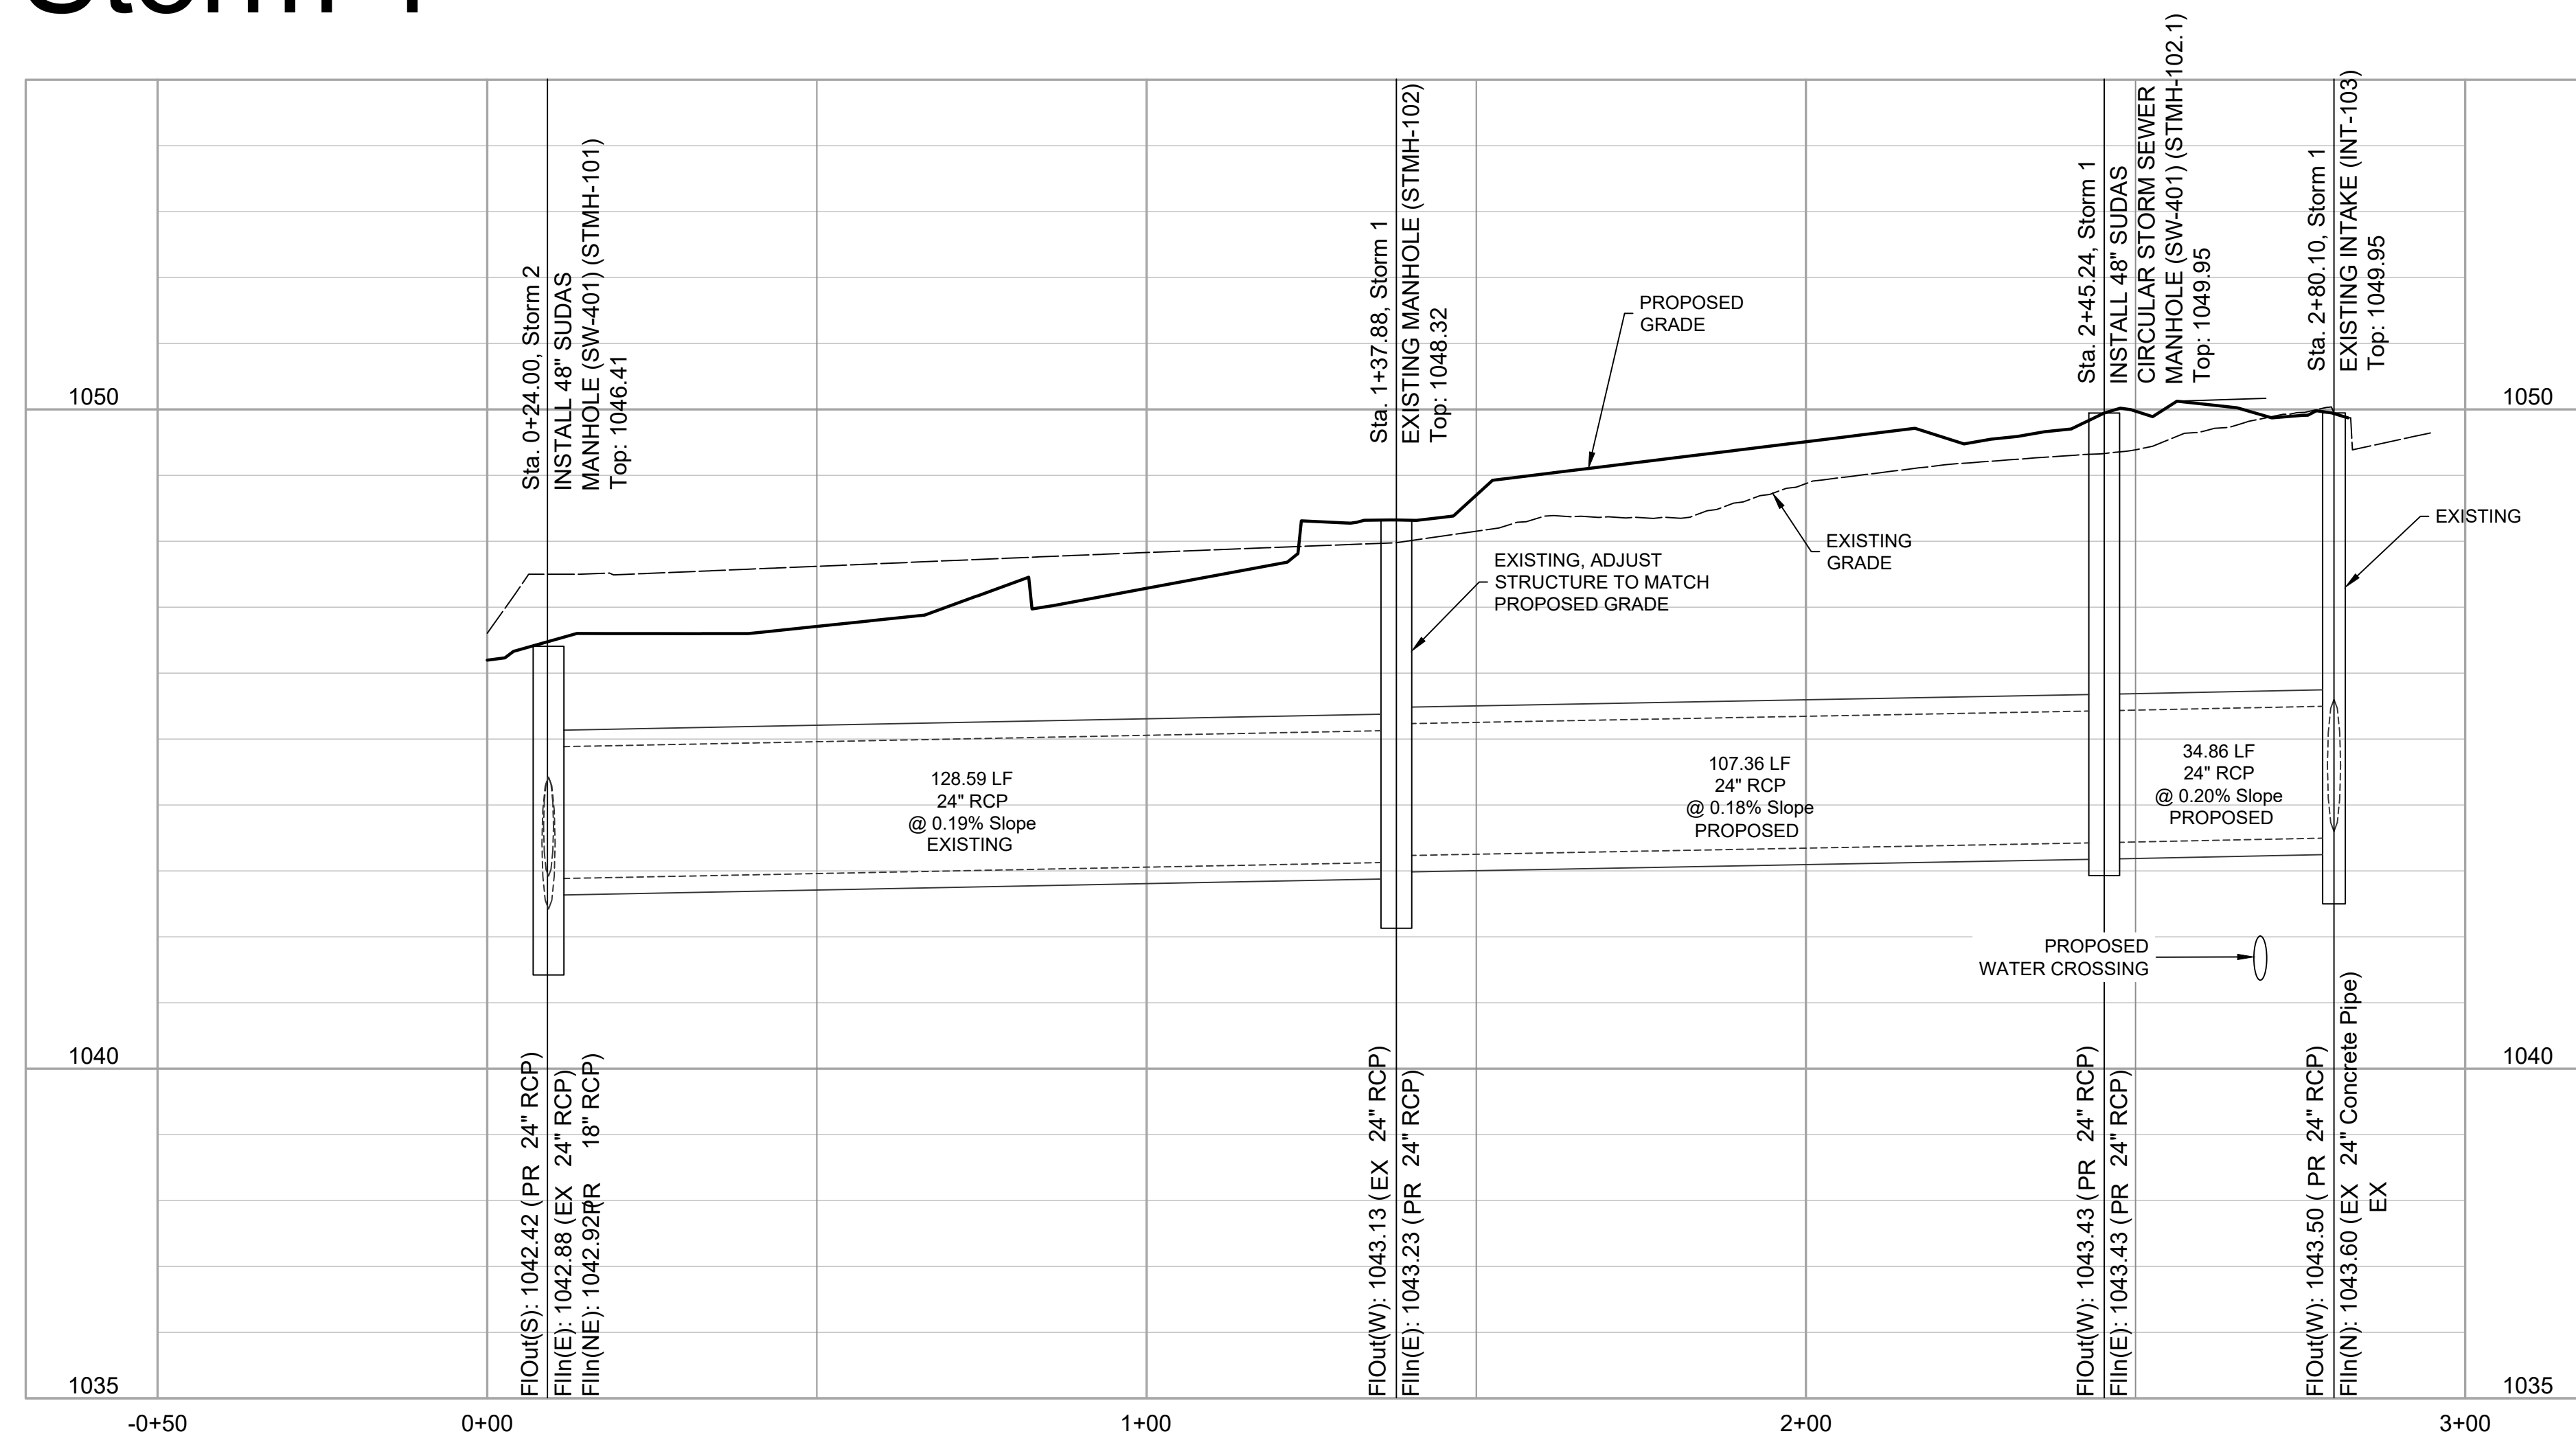 Sta. 0+24.00, Storm 2
INSTALL 48" SUDAS
MANHOLE (SW-401) (STMH-101)
Top: 1046.41
Sta. 1+37.88, Storm 1
EXISTING MANHOLE (STMH-102)
Top: 1048.32
Sta. 2+45.24, Storm 1
INSTALL 48" SUDAS
CIRCULAR STORM SEWER
MANHOLE (SW-401) (STMH-102.1)
Top: 1049.95
Sta. 2+80.10, Storm 1
EXISTING INTAKE (INT-103)
Top: 1049.95
PROPOSED
GRADE
1050
1050
EXISTING
EXISTING
GRADE
EXISTING, ADJUST
STRUCTURE TO MATCH
PROPOSED GRADE
128.59 LF
24" RCP
@ 0.19% Slope
EXISTING
107.36 LF
24" RCP
@ 0.18% Slope
PROPOSED
34.86 LF
24" RCP
@ 0.20% Slope
PROPOSED
PROPOSED
WATER CROSSING
1040
1040
FlOut(S): 1042.42 (PR 24" RCP)
FlIn(E): 1042.88 (EX 24" RCP)
FlIn(NE): 1042.92(PR 18" RCP)
FlOut(W): 1043.13 (EX 24" RCP)
FlIn(E): 1043.23 (PR 24" RCP)
FlOut(W): 1043.43 (PR 24" RCP)
FlIn(E): 1043.43 (PR 24" RCP)
FlOut(W): 1043.50 ( PR 24" RCP)
FlIn(N): 1043.60 (EX 24" Concrete Pipe)
EX
1035
1035
-0+50
0+00
1+00
2+00
3+00